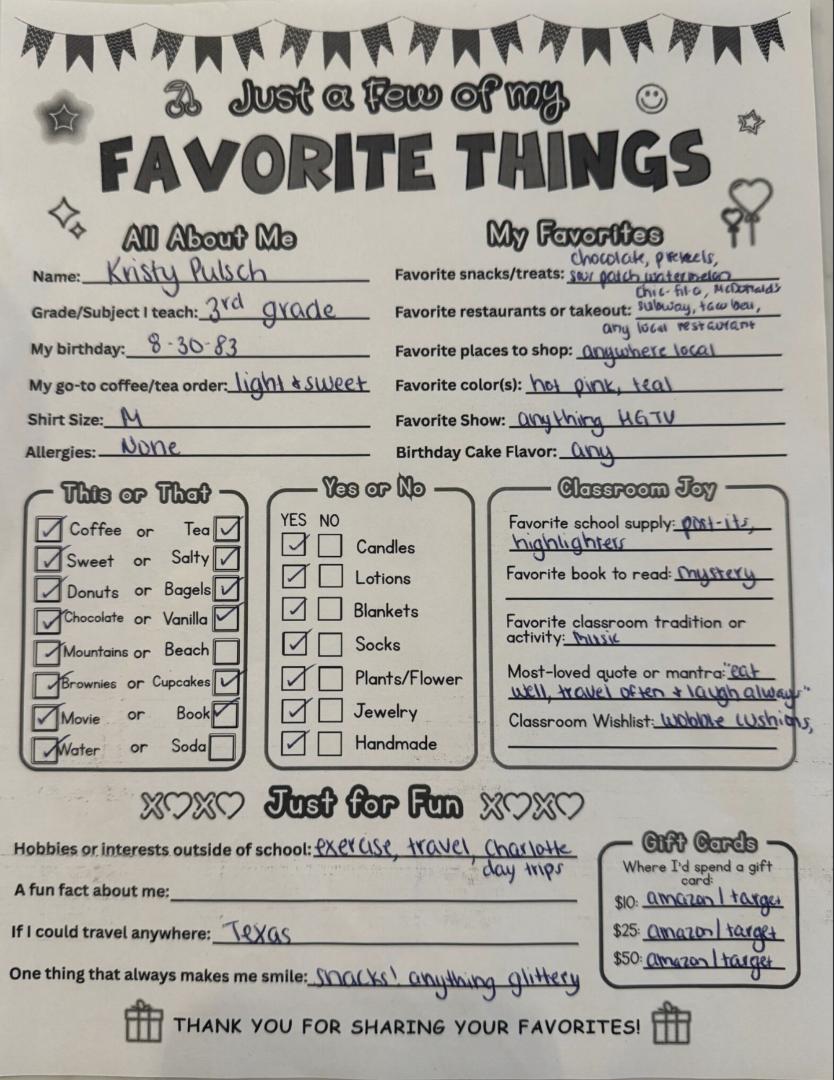 Just a Few of my
FAVORITE THINGS
All About Me
Name: Kristy Pulsch
Grade/Subject I teach: 3rd grade
My birthday: 8-30-83
My go-to coffee/tea order: light & sweet
Shirt Size: M
Allergies: None
My Favorites
chocolate, pretzels,
Favorite snacks/treats: sour patch watermelon
chic-fil-a, McDonald's
Favorite restaurants or takeout: subway, taco bell,
any local restaurant
Favorite places to shop: anywhere local
Favorite color(s): hot pink, teal
Favorite Show: anything HGTV
Birthday Cake Flavor: any
This or That
Coffee or Tea
Sweet or Salty
Donuts or Bagels
Chocolate or Vanilla
Mountains or Beach
Brownies or Cupcakes
Movie or Book
Water or Soda
Yes or No
YES NO
Candles
Lotions
Blankets
Socks
Plants/Flower
Jewelry
Handmade
Classroom Joy
Favorite school supply: post-its,
highlighters
Favorite book to read: mystery
Favorite classroom tradition or
activity: music
Most-loved quote or mantra: "eat
well, travel often & laugh always"
Classroom Wishlist: wobble cushions,
XOXO Just for Fun XOXO
Hobbies or interests outside of school: exercise, travel, charlotte
day trips
A fun fact about me:
If I could travel anywhere: Texas
One thing that always makes me smile: snacks! anything glittery
Gift Cards
Where I'd spend a gift
card:
$10: amazon/target
$25: amazon/target
$50: amazon/target
THANK YOU FOR SHARING YOUR FAVORITES!